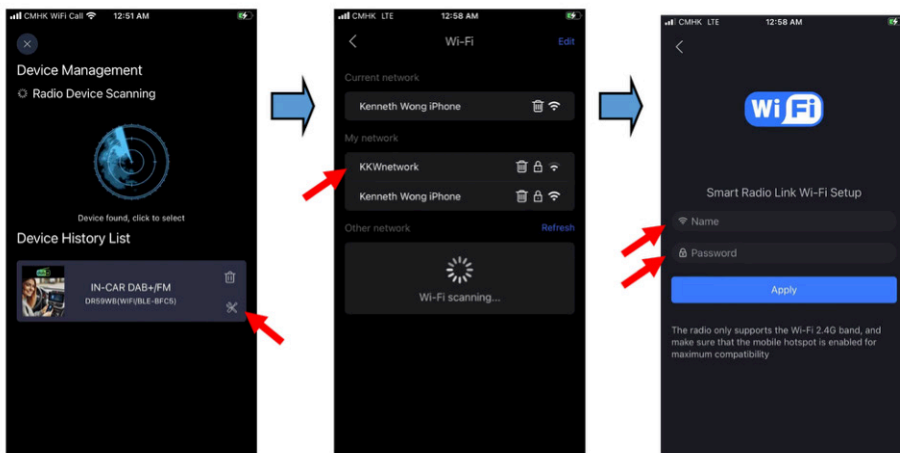 CMHK WiFi Call 12:51 AM
Device Management
Radio Device Scanning
Device found, click to select
Device History List
IN-CAR DAB+/FM
DR59WB(WIFI/BLE-BFC5)
CMHK LTE 12:58 AM
Wi-Fi Edit
Current network
Kenneth Wong iPhone
My network
KKWnetwork
Kenneth Wong iPhone
Other network Refresh
Wi-Fi scanning...
CMHK LTE 12:58 AM
Wi Fi
Smart Radio Link Wi-Fi Setup
Name
Password
Apply
The radio only supports the Wi-Fi 2.4G band, and
make sure that the mobile hotspot is enabled for
maximum compatibility